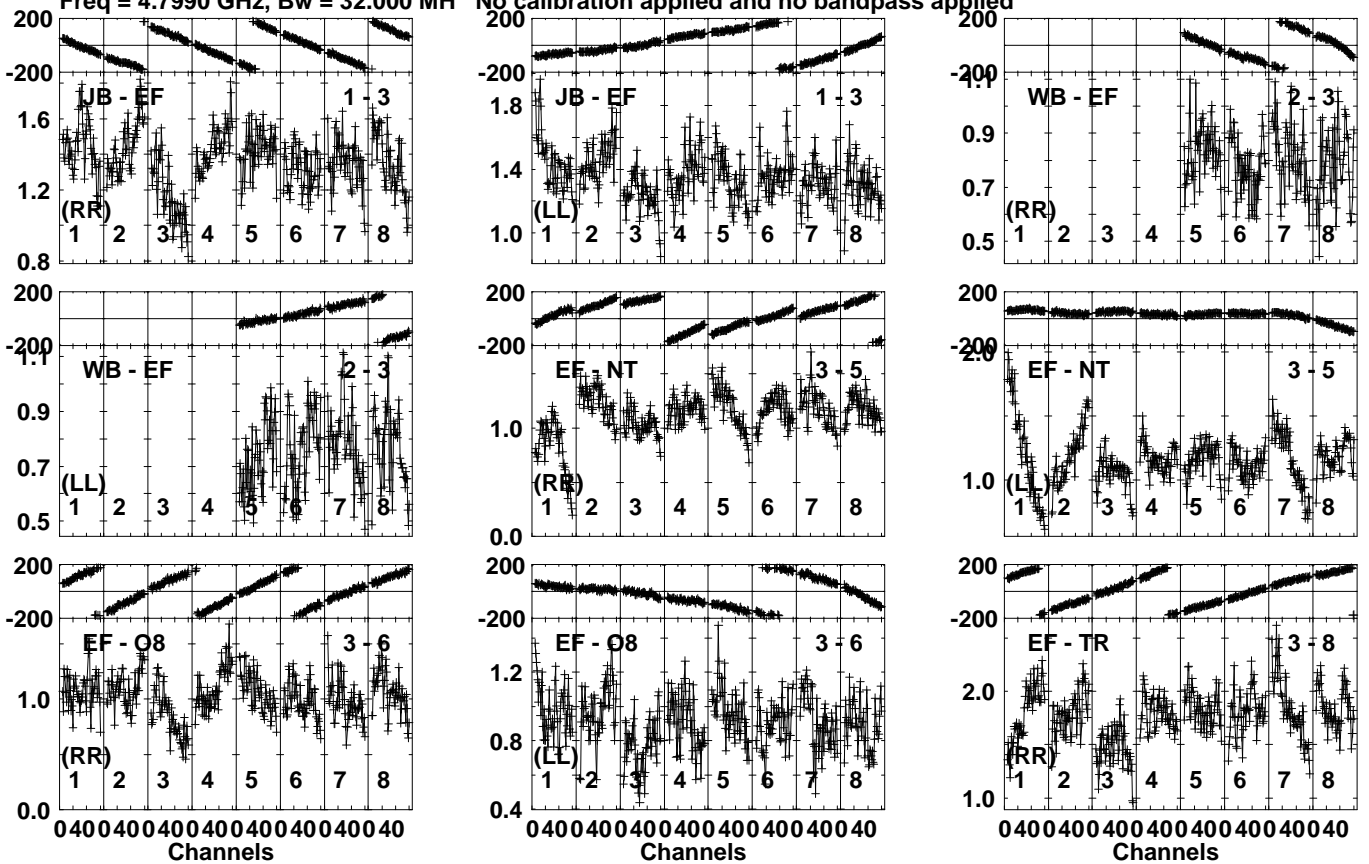 Freq = 4.7990 GHz, Bw = 32.000 MH No calibration applied and no bandpass applied
200 200 200
-200 -200 -200
JB - EF 1 - 3 JB - EF 1 - 3 WB - EF 2 - 3
1.6 1.8 1.1
1.2 1.4 0.9
0.8 1.0 0.7
0.5
(RR) (LL) (RR)
1 2 3 4 5 6 7 8 1 2 3 4 5 6 7 8 1 2 3 4 5 6 7 8
200 200 200
-200 -200 -200
WB - EF 2 - 3 EF - NT 3 - 5 EF - NT 3 - 5
1.1 1.0 2.0
0.9 0.0 1.0
0.7
0.5
(LL) (RR) (LL)
1 2 3 4 5 6 7 8 1 2 3 4 5 6 7 8 1 2 3 4 5 6 7 8
200 200 200
-200 -200 -200
EF - O8 3 - 6 EF - O8 3 - 6 EF - TR 3 - 8
1.0 1.2 2.0
0.0 0.8 1.0
0.4
(RR) (LL) (RR)
1 2 3 4 5 6 7 8 1 2 3 4 5 6 7 8 1 2 3 4 5 6 7 8
0 40 0 40 0 40 0 40 0 40 0 40 0 40 0 40 0 40 0 40 0 40 0 40 0 40 0 40 0 40 0 40 0 40 0 40 0 40 0 40 0 40 0 40 0 40 0 40
Channels Channels Channels